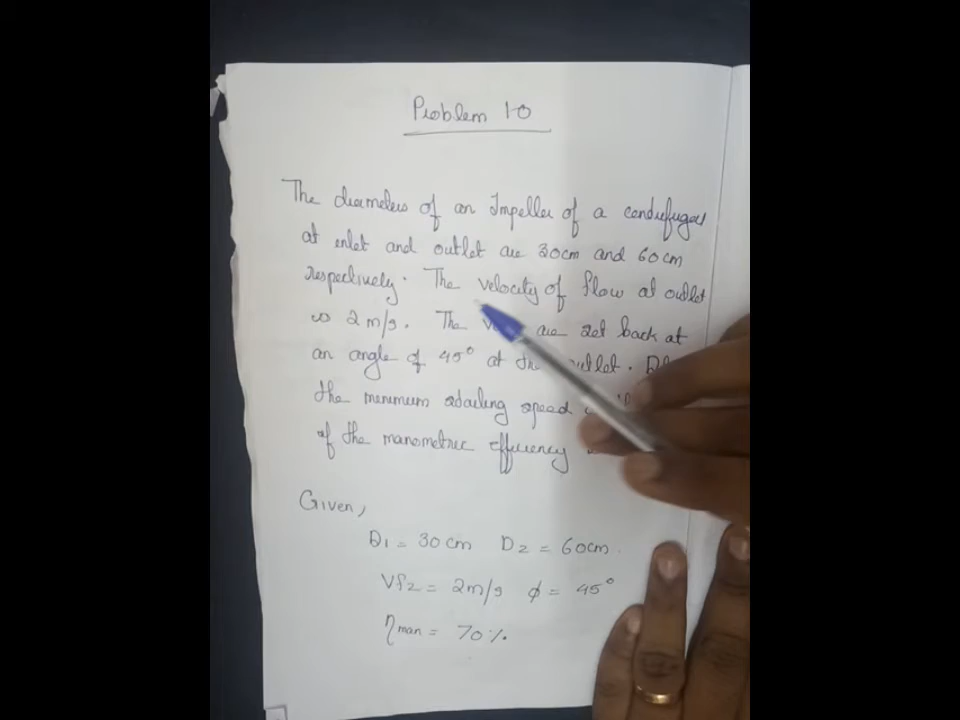 Problem 10
The diameters of an Impeller of a centrifugal
at inlet and outlet are 30cm and 60cm
respectively. The velocity of flow at outlet
is 2 m/s. The are set back at
an angle of 45° at the outlet.
the minimum starting speed
of the manometric efficiency
Given,
D1 = 30cm D2 = 60cm.
Vf2 = 2m/s ϕ = 45°
ηman = 70%.